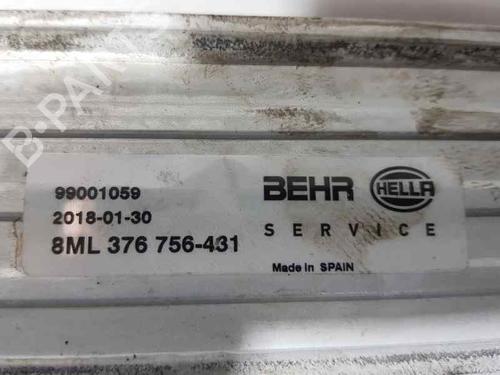 B-PARTS
99001059
2018-01-30
8ML 376 756-431
BEHR HELLA
SERVICE
Made in SPAIN